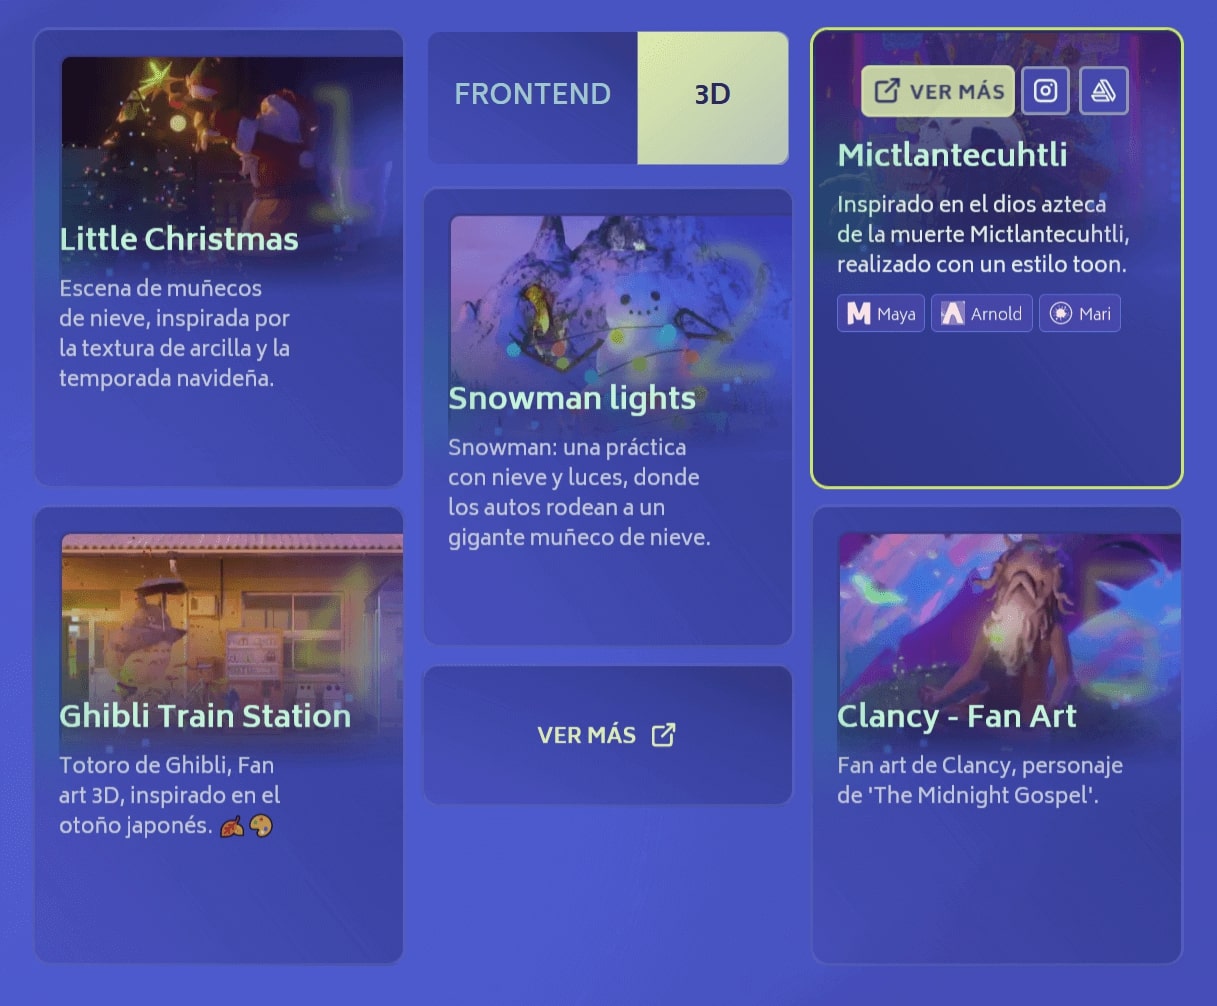 1
Little Christmas
Escena de muñecos
de nieve, inspirada por
la textura de arcilla y la
temporada navideña.
4
Ghibli Train Station
Totoro de Ghibli, Fan
art 3D, inspirado en el
otoño japonés. 🍂🎨
FRONTEND
3D
2
Snowman lights
Snowman: una práctica
con nieve y luces, donde
los autos rodean a un
gigante muñeco de nieve.
VER MÁS
VER MÁS
Mictlantecuhtli
Inspirado en el dios azteca
de la muerte Mictlantecuhtli,
realizado con un estilo toon.
Maya
Arnold
Mari
5
Clancy - Fan Art
Fan art de Clancy, personaje
de 'The Midnight Gospel'.